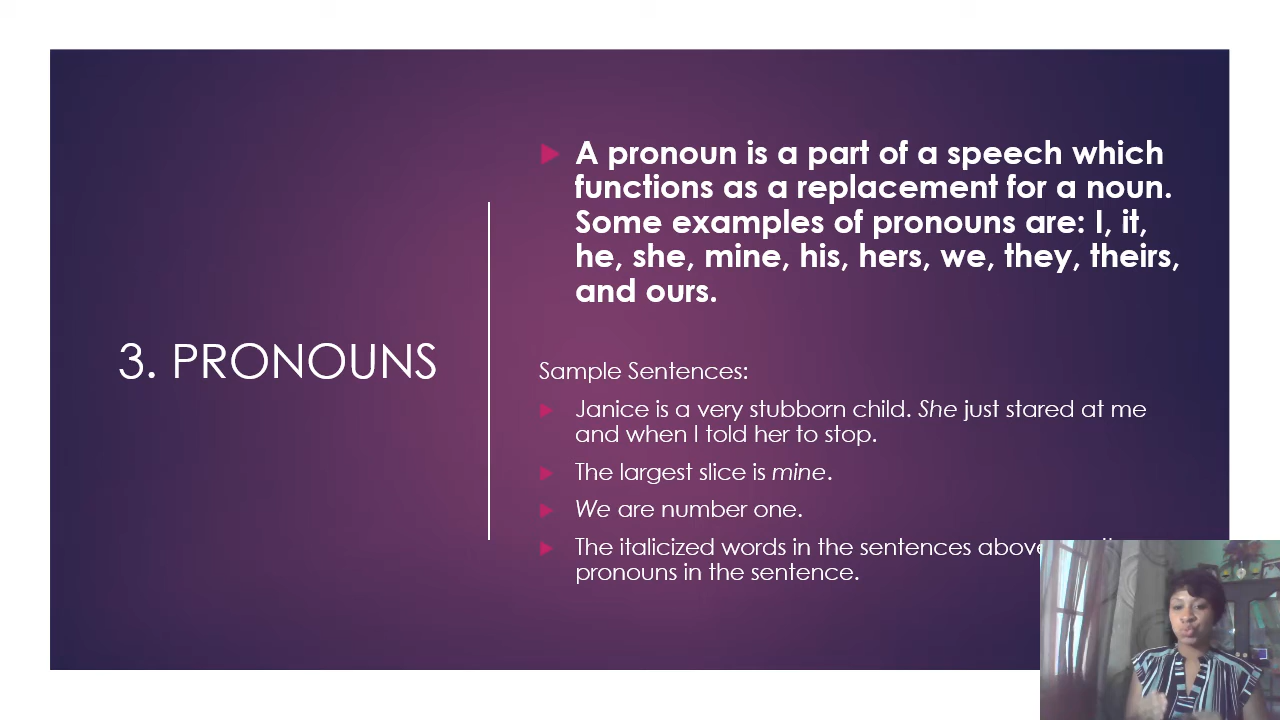 3. PRONOUNS
A pronoun is a part of a speech which
functions as a replacement for a noun.
Some examples of pronouns are: I, it,
he, she, mine, his, hers, we, they, theirs,
and ours.
Sample Sentences:
Janice is a very stubborn child. She just stared at me
and when I told her to stop.
The largest slice is mine.
We are number one.
The italicized words in the sentences above
pronouns in the sentence.